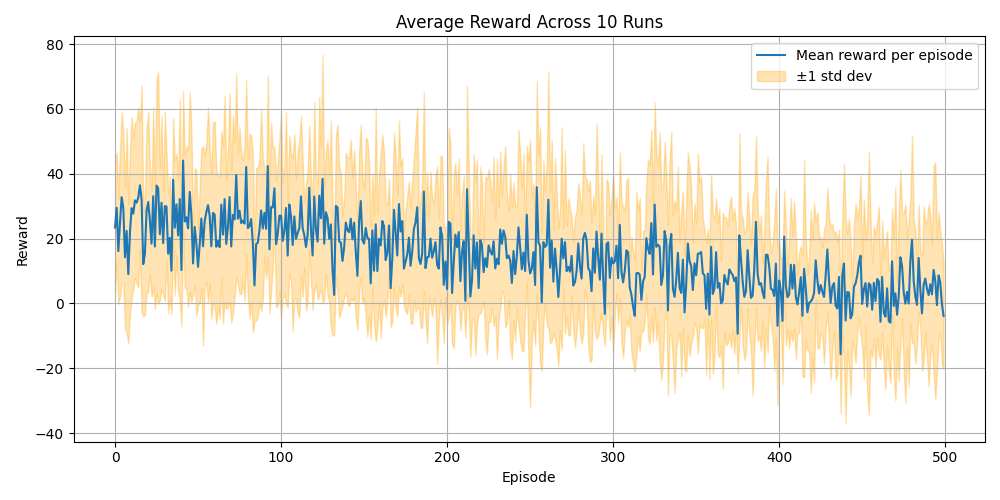 Average Reward Across 10 Runs
Mean reward per episode
±1 std dev
Reward
80
60
40
20
0
−20
−40
0
100
200
300
400
500
Episode